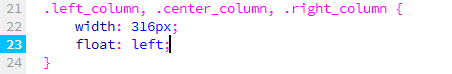 21 .left_column, .center_column, .right_column {
22 width: 316px;
23 float: left;
24 }